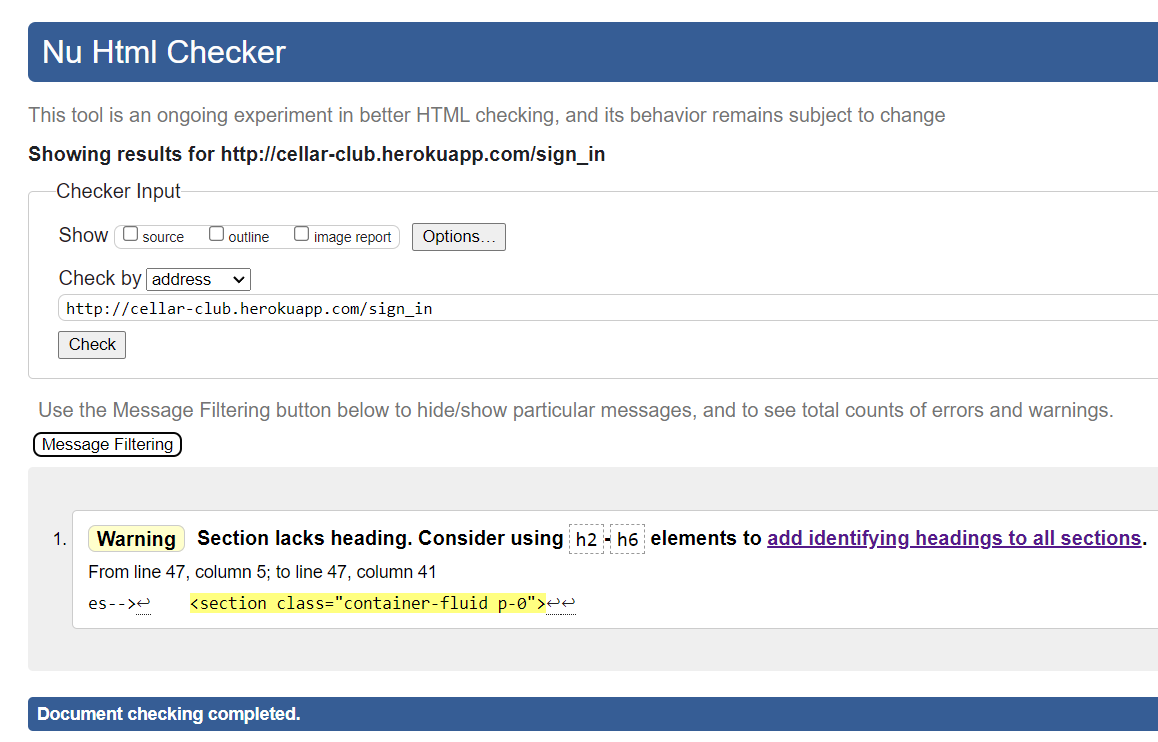 Nu Html Checker
This tool is an ongoing experiment in better HTML checking, and its behavior remains subject to change
Showing results for http://cellar-club.herokuapp.com/sign_in
Checker Input
Show source outline image report Options...
Check by address
http://cellar-club.herokuapp.com/sign_in
Check
Use the Message Filtering button below to hide/show particular messages, and to see total counts of errors and warnings.
Message Filtering
1. Warning Section lacks heading. Consider using h2-h6 elements to add identifying headings to all sections.
From line 47, column 5; to line 47, column 41
es-->↩ <section class="container-fluid p-0">↩↩
Document checking completed.